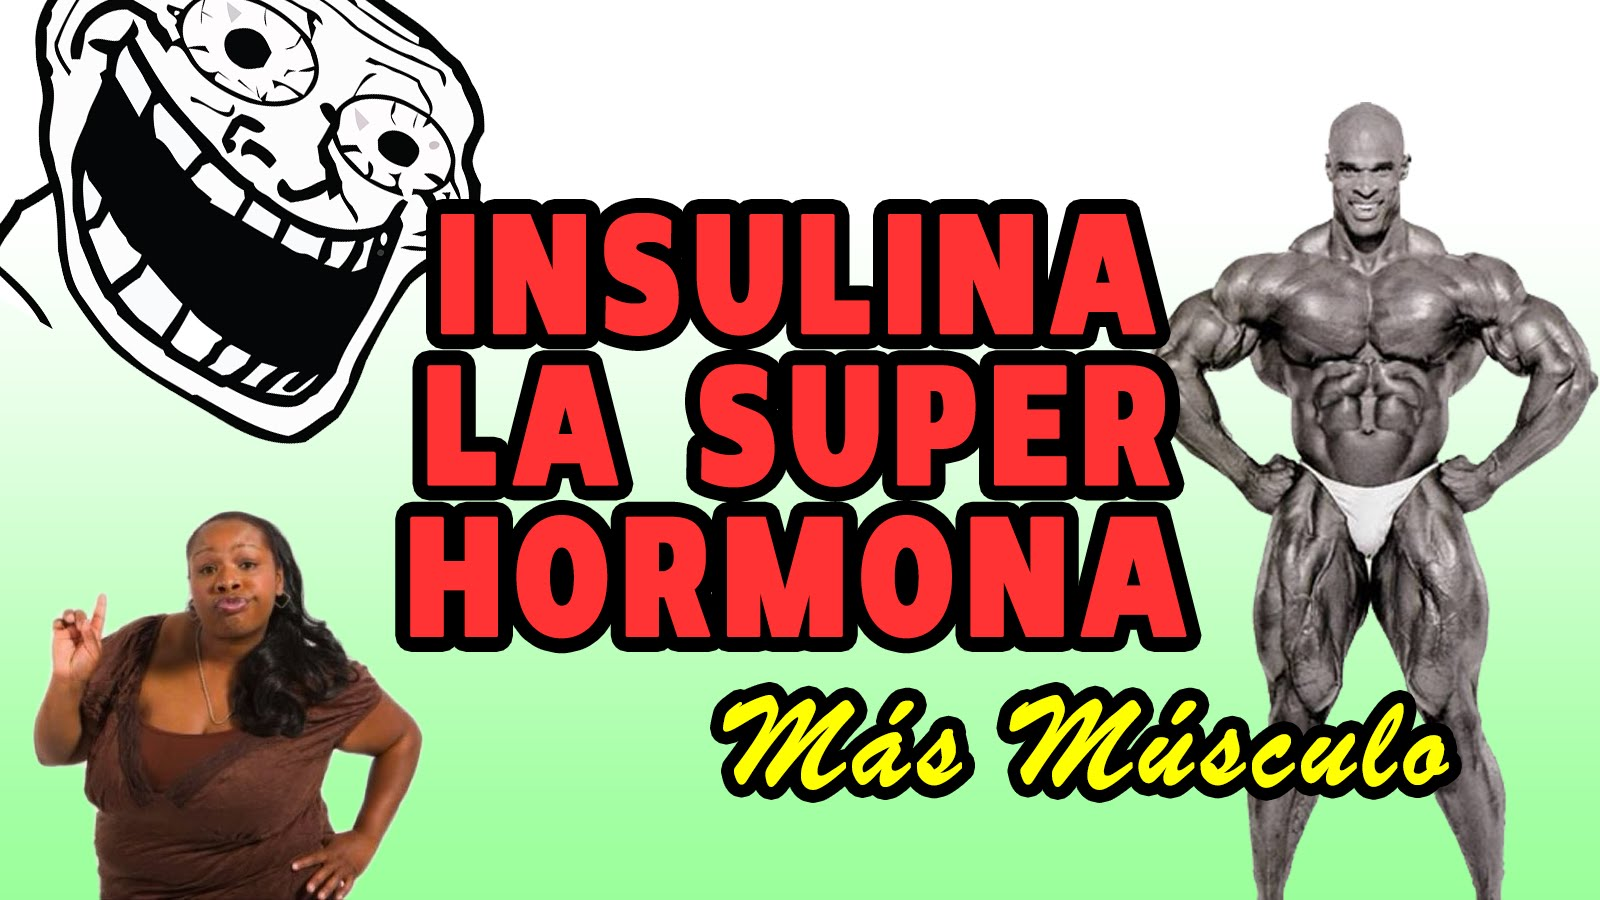 INSULINA
LA SUPER
HORMONA
Más Músculo